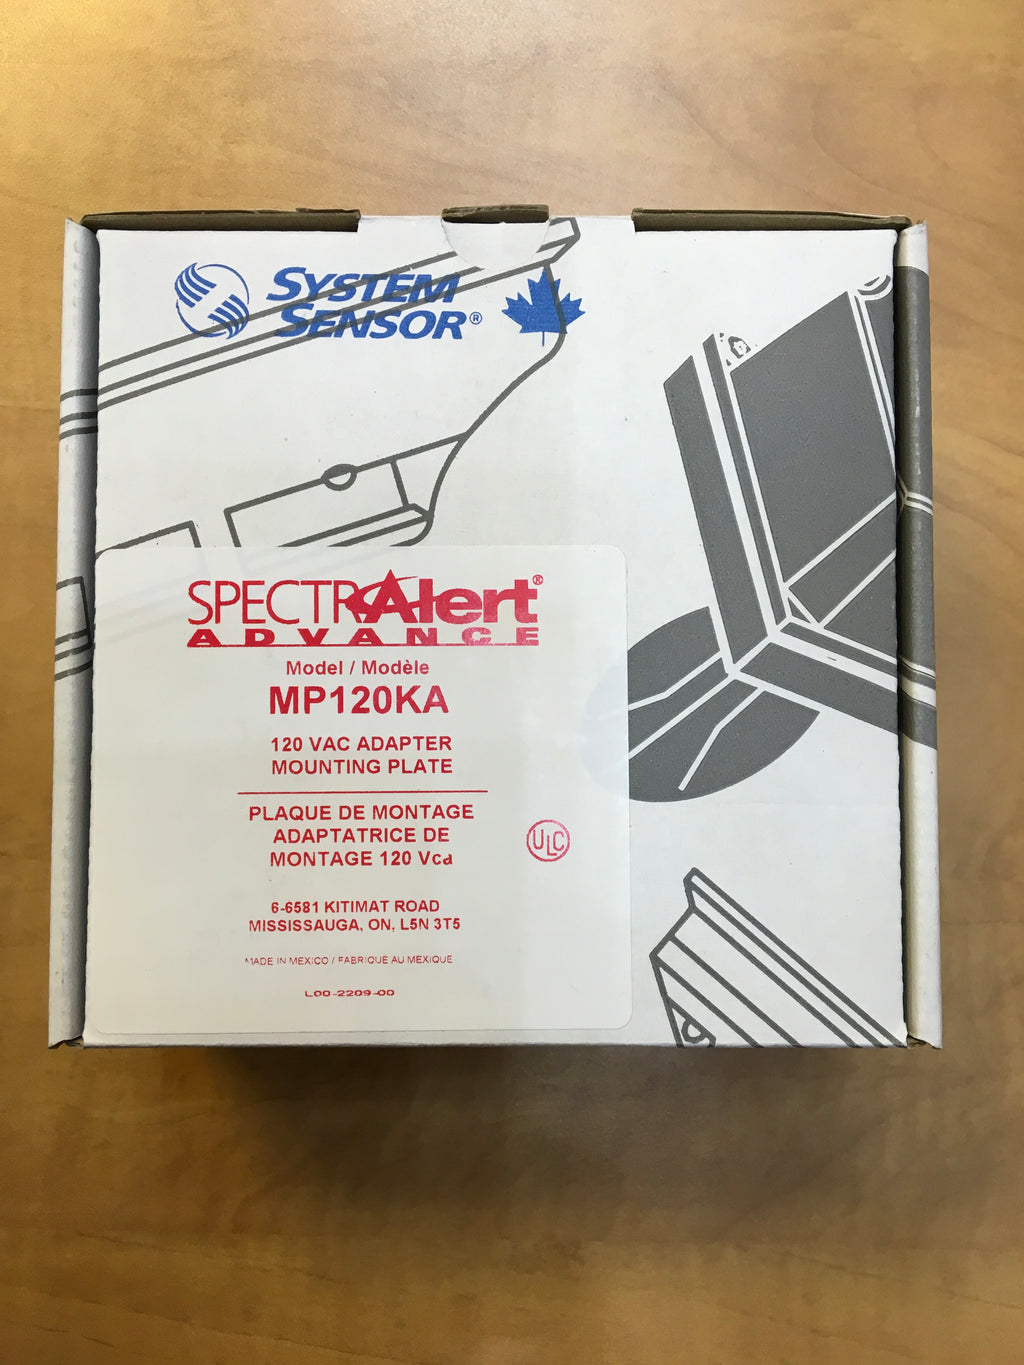 SYSTEM
SENSOR®
SPECTRAlert®
ADVANCE
Model / Modèle
MP120KA
120 VAC ADAPTER
MOUNTING PLATE
PLAQUE DE MONTAGE
ADAPTATRICE DE
MONTAGE 120 Vca
ULC
6-6581 KITIMAT ROAD
MISSISSAUGA, ON, L5N 3T5
MADE IN MEXICO / FABRIQUÉ AU MEXIQUE
L00-2209-00